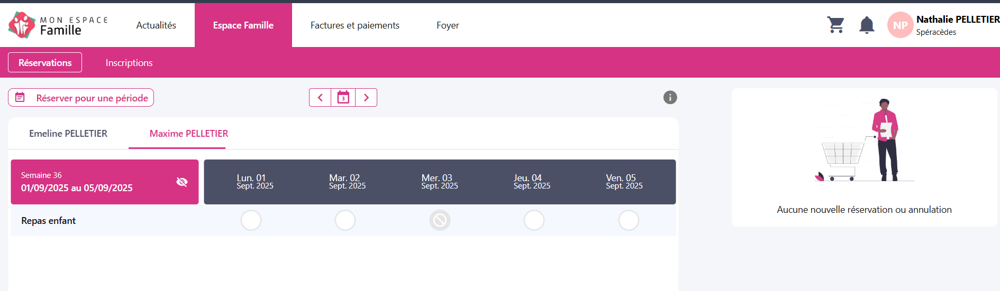 MON ESPACE
Famille
Actualités
Espace Famille
Factures et paiements
Foyer
NP
Nathalie PELLETIER
Spéracèdes
Réservations
Inscriptions
Réserver pour une période
3
i
Emeline PELLETIER
Maxime PELLETIER
Semaine 36
01/09/2025 au 05/09/2025
Lun. 01
Sept. 2025
Mar. 02
Sept. 2025
Mer. 03
Sept. 2025
Jeu. 04
Sept. 2025
Ven. 05
Sept. 2025
Repas enfant
Aucune nouvelle réservation ou annulation